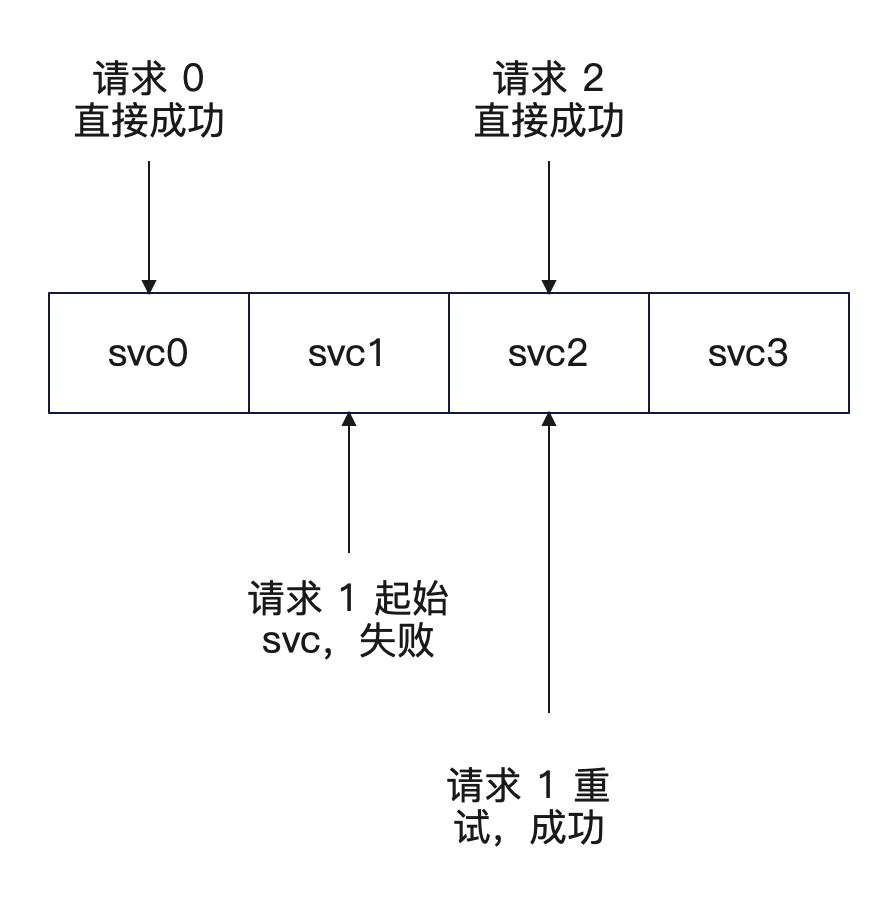 请求 0
直接成功
请求 2
直接成功
svc0
svc1
svc2
svc3
请求 1 起始
svc，失败
请求 1 重
试，成功